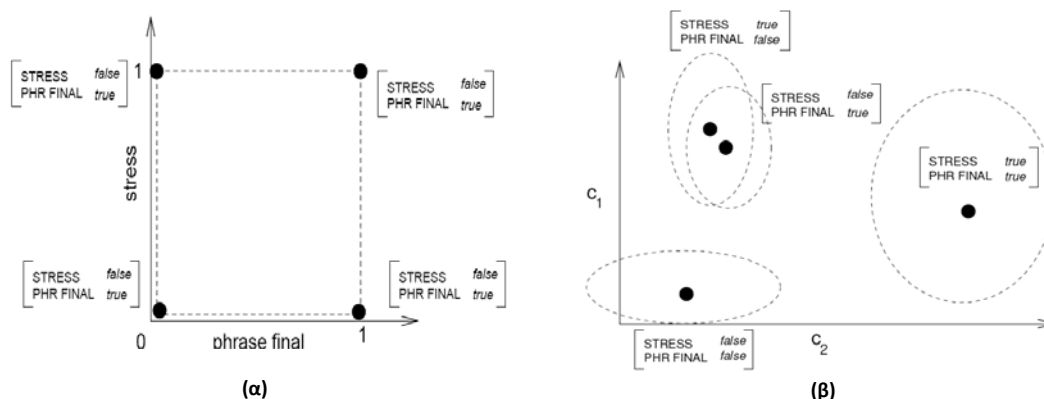 STRESS false
PHR FINAL true
1
STRESS false
PHR FINAL true
stress
STRESS false
PHR FINAL true
STRESS false
PHR FINAL true
0
phrase final
1
(α)
STRESS true
PHR FINAL false
STRESS false
PHR FINAL true
STRESS true
PHR FINAL true
C1
STRESS false
PHR FINAL false
C2
(β)